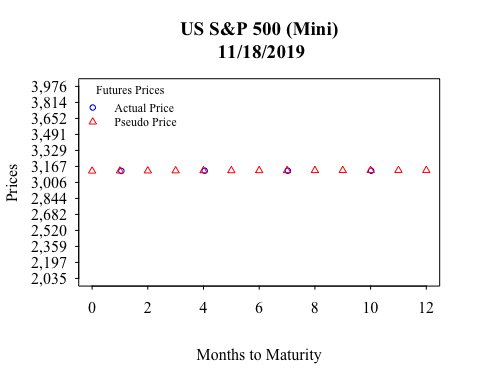 US S&P 500 (Mini)
11/18/2019
Futures Prices
Actual Price
Pseudo Price
Prices
3,976
3,814
3,652
3,491
3,329
3,167
3,006
2,844
2,682
2,520
2,359
2,197
2,035
0 2 4 6 8 10 12
Months to Maturity